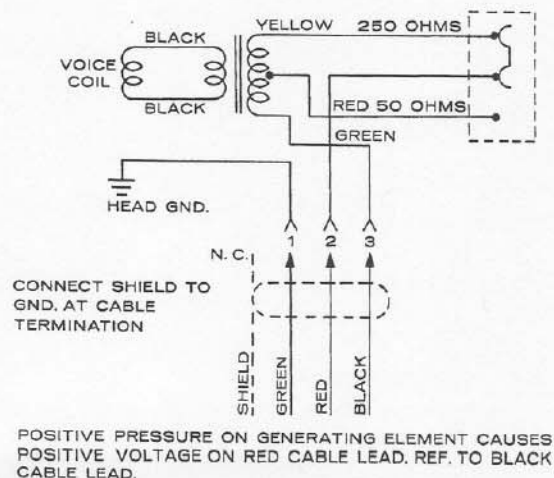 YELLOW 250 OHMS
BLACK
VOICE
COIL
BLACK
RED 50 OHMS
GREEN
HEAD GND.
1 2 3
N.C.
CONNECT SHIELD TO
GND. AT CABLE
TERMINATION
SHIELD
GREEN
RED
BLACK
POSITIVE PRESSURE ON GENERATING ELEMENT CAUSES
POSITIVE VOLTAGE ON RED CABLE LEAD. REF. TO BLACK
CABLE LEAD.